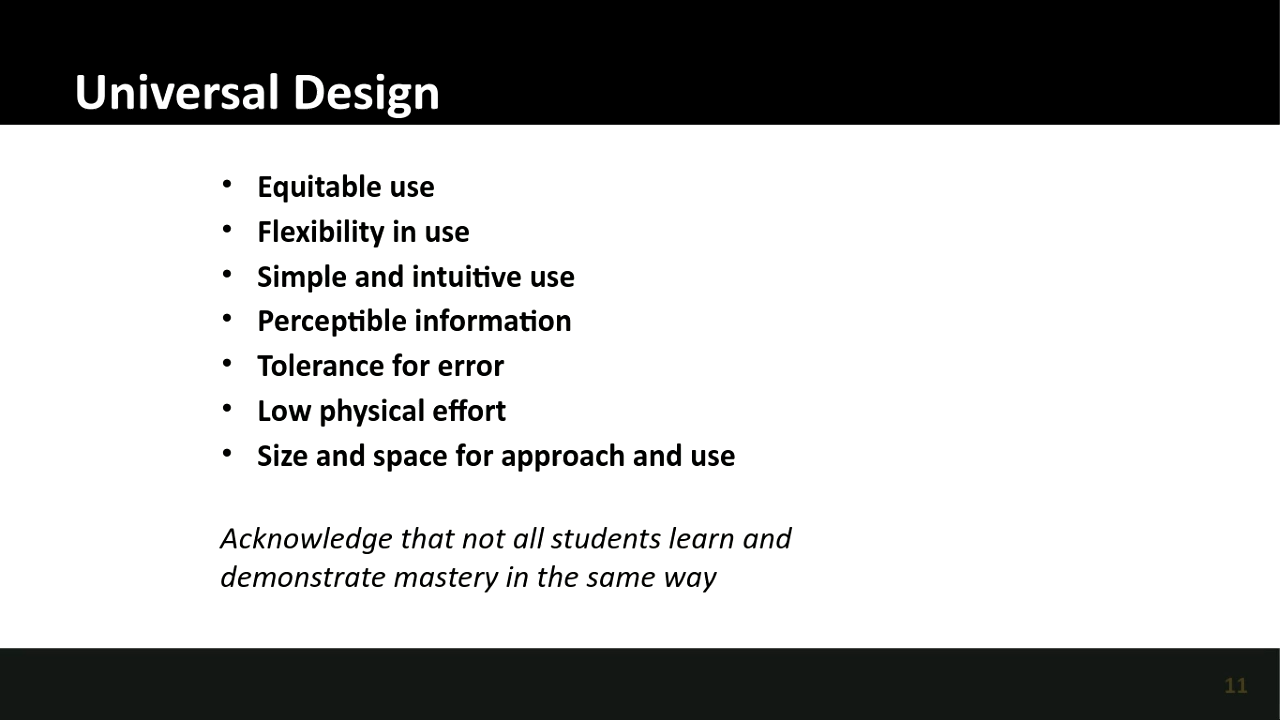 Universal Design
• Equitable use
• Flexibility in use
• Simple and intuitive use
• Perceptible information
• Tolerance for error
• Low physical effort
• Size and space for approach and use
Acknowledge that not all students learn and
demonstrate mastery in the same way
11